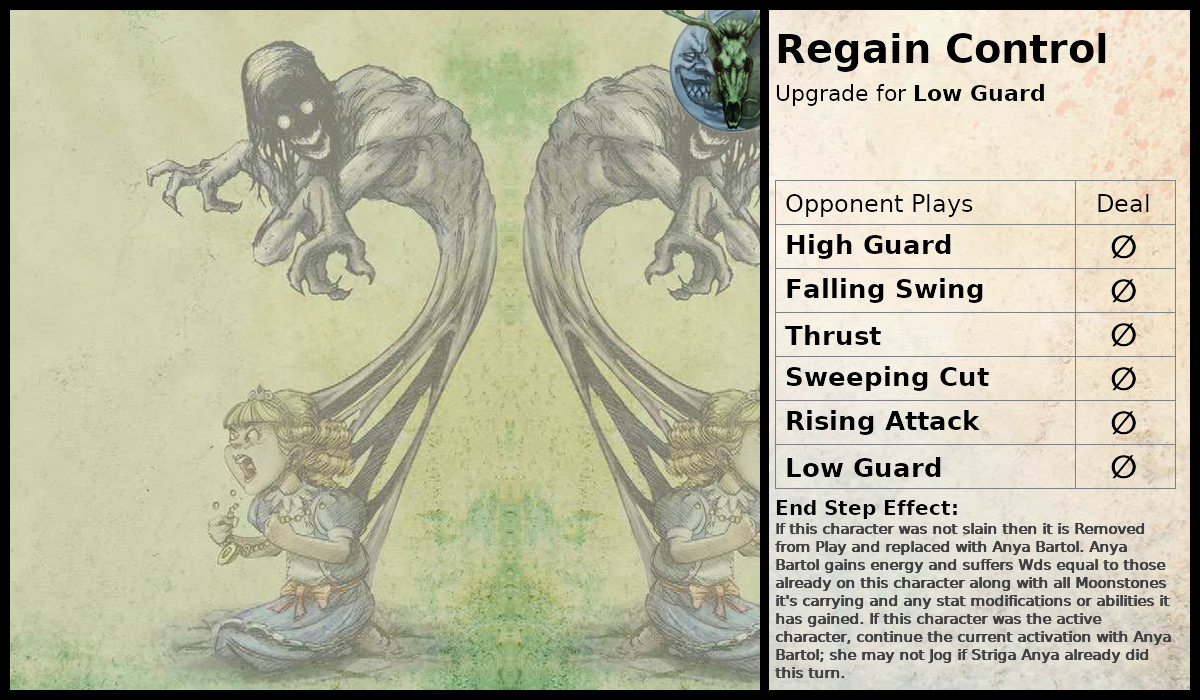 Regain Control
Upgrade for Low Guard
Opponent Plays Deal
High Guard ∅
Falling Swing ∅
Thrust ∅
Sweeping Cut ∅
Rising Attack ∅
Low Guard ∅
End Step Effect:
If this character was not slain then it is Removed
from Play and replaced with Anya Bartol. Anya
Bartol gains energy and suffers Wds equal to those
already on this character along with all Moonstones
it's carrying and any stat modifications or abilities it
has gained. If this character was the active
character, continue the current activation with Anya
Bartol; she may not Jog if Striga Anya already did
this turn.